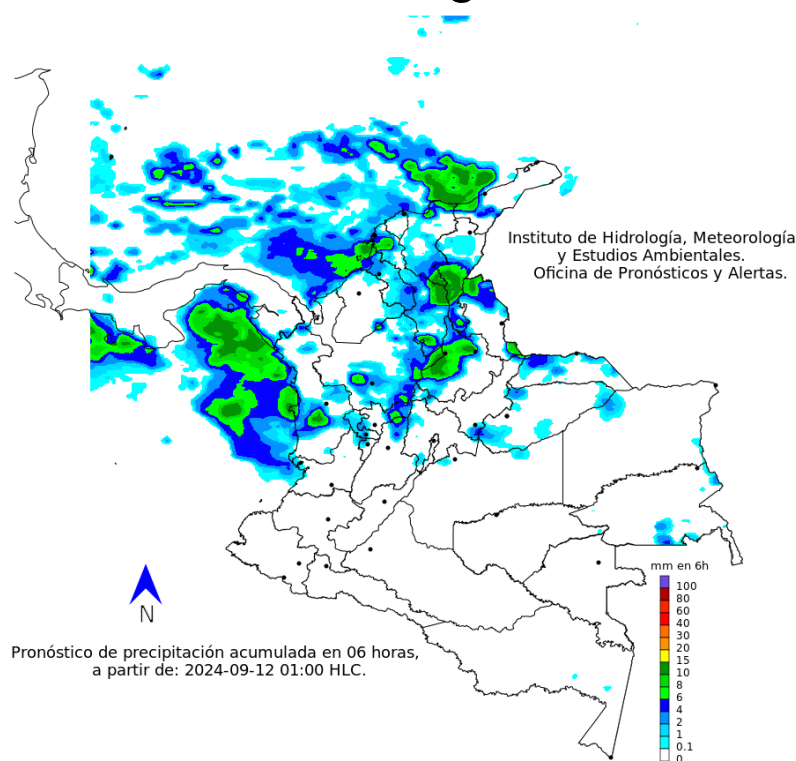 Instituto de Hidrología, Meteorología
y Estudios Ambientales.
Oficina de Pronósticos y Alertas.
N
Pronóstico de precipitación acumulada en 06 horas,
a partir de: 2024-09-12 01:00 HLC.
mm en 6h
100
80
60
40
30
20
15
10
8
6
4
2
1
0.1
0